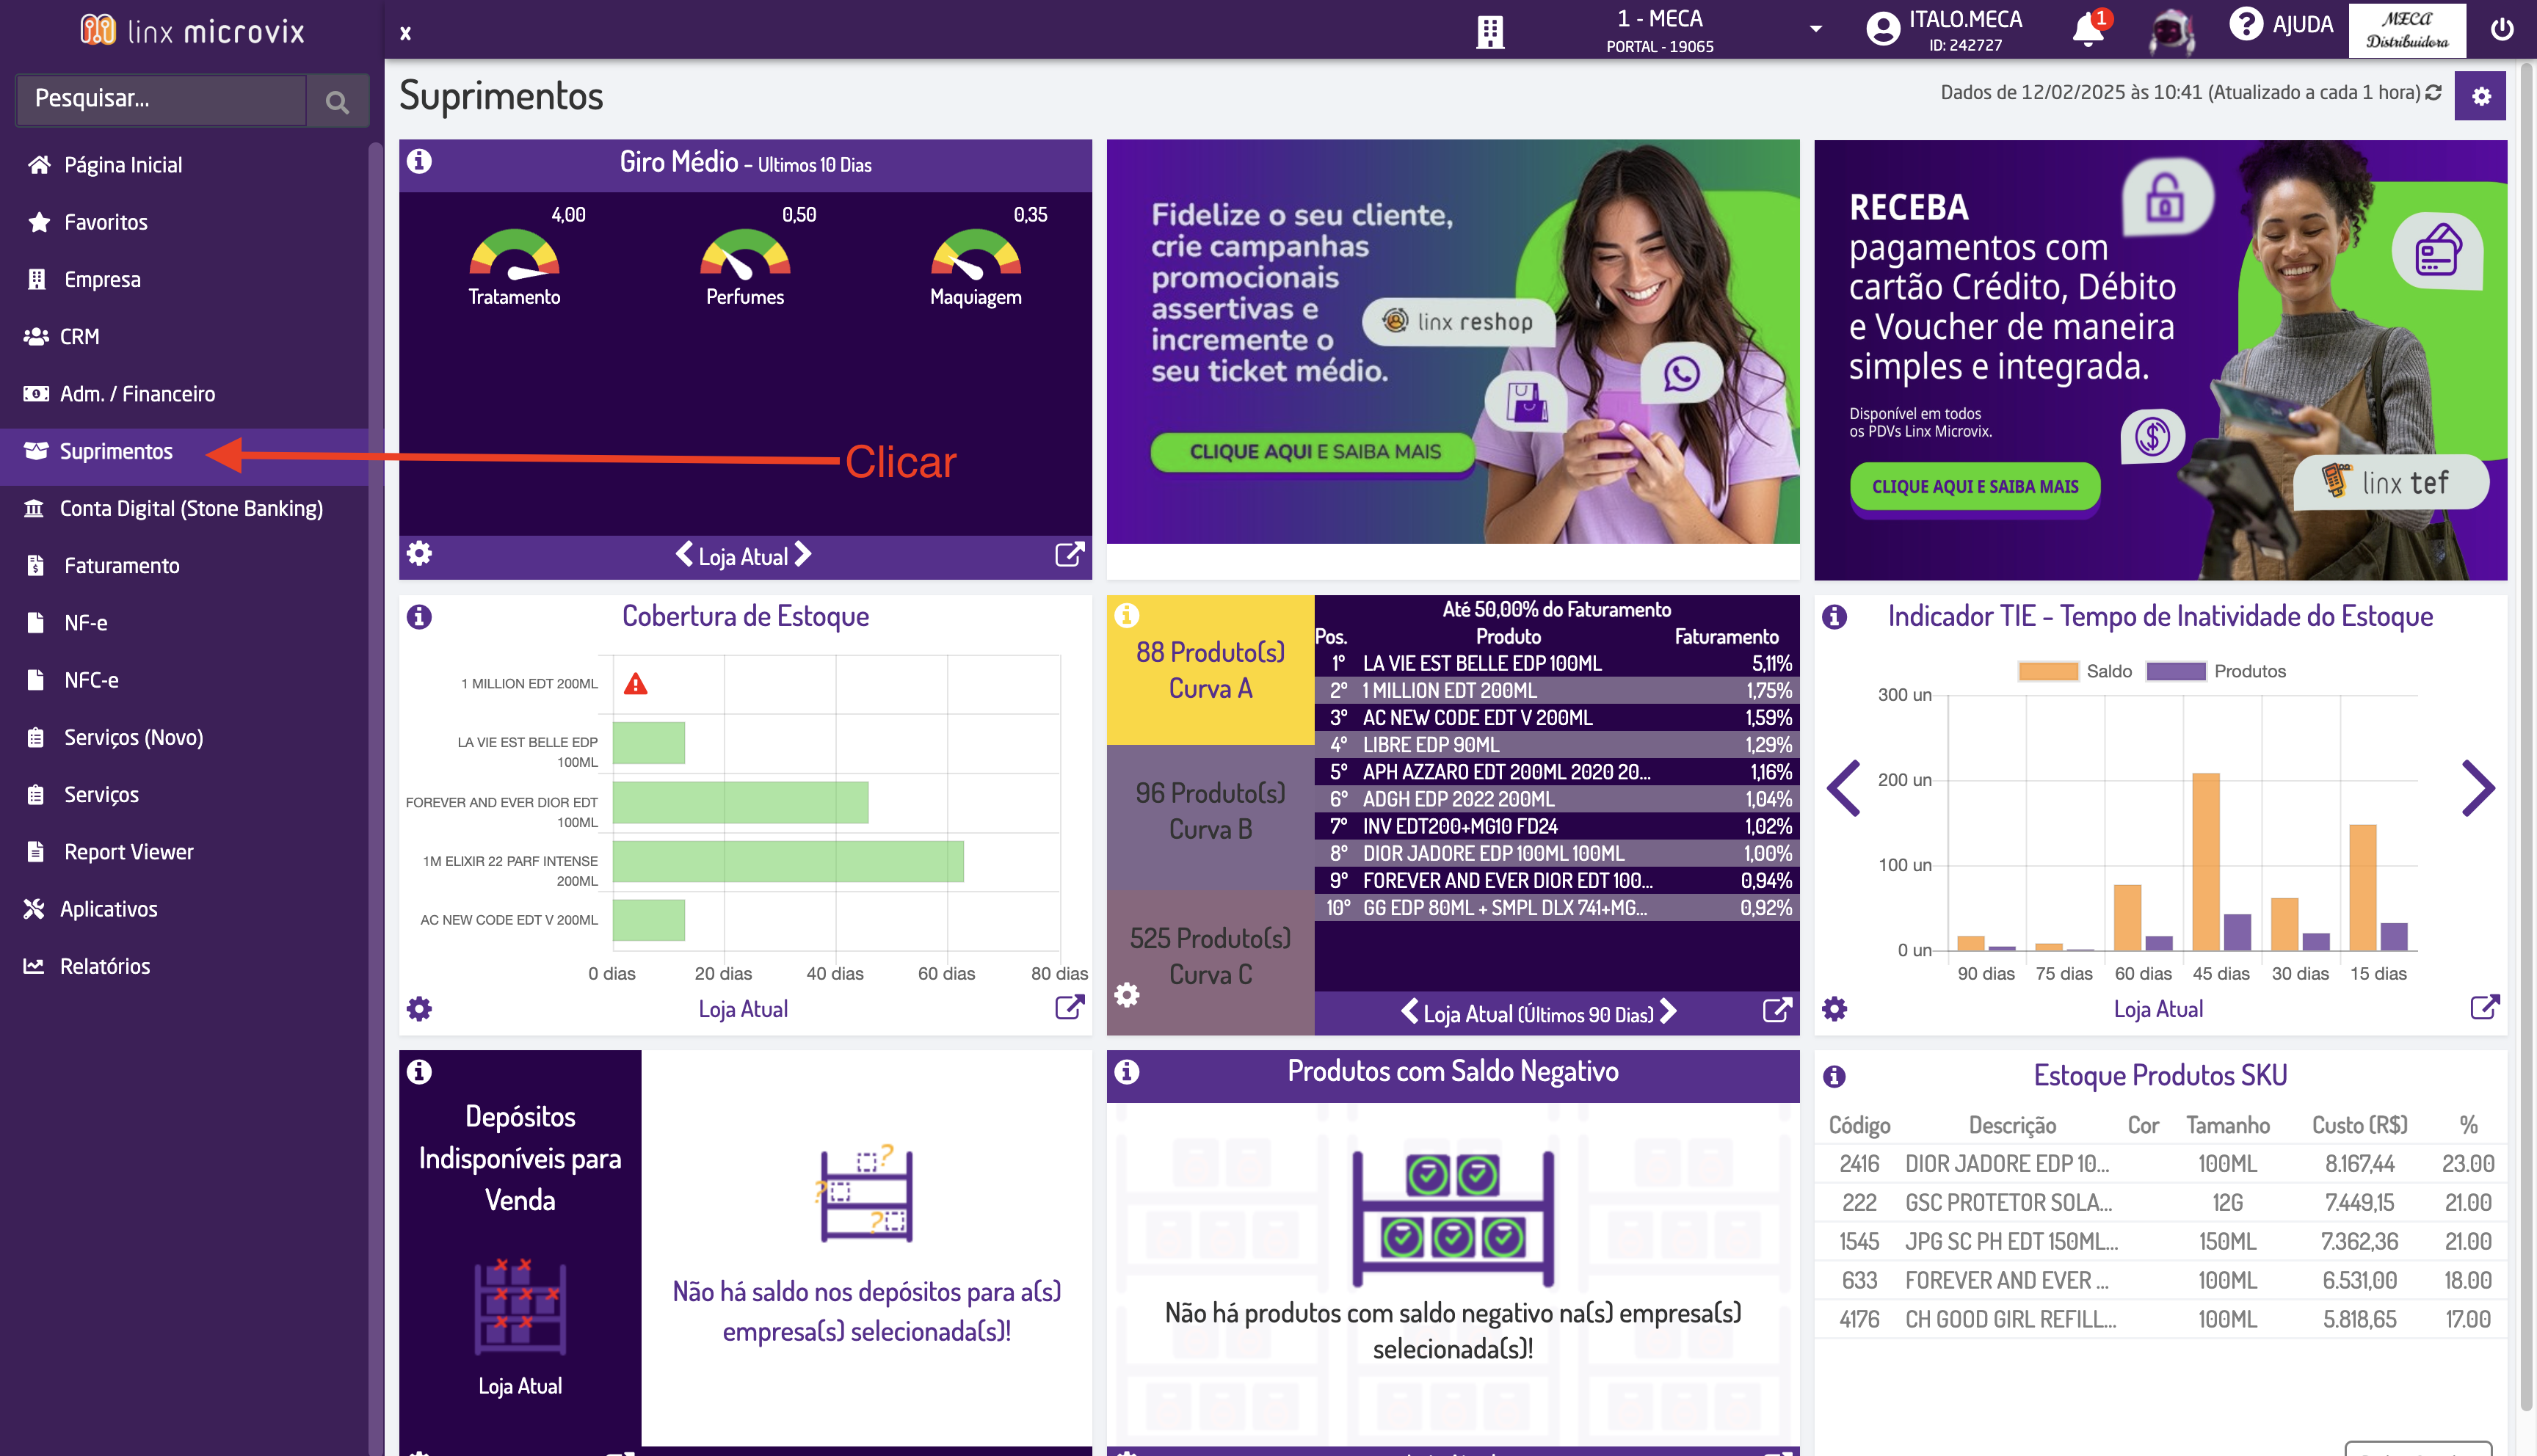 linx microvix
x
1 - MECA
PORTAL - 19065
ITALO.MECA
ID: 242727
1
? AJUDA
MECA
Distribuidora
Pesquisar...
Página Inicial
Favoritos
Empresa
CRM
Adm. / Financeiro
Suprimentos
Conta Digital (Stone Banking)
Faturamento
NF-e
NFC-e
Serviços (Novo)
Serviços
Report Viewer
Aplicativos
Relatórios
Clicar
Suprimentos
Dados de 12/02/2025 às 10:41 (Atualizado a cada 1 hora)
Giro Médio - Ultimos 10 Dias
4,00
0,50
0,35
Tratamento
Perfumes
Maquiagem
Loja Atual
Fidelize o seu cliente,
crie campanhas
promocionais
assertivas e
incremente o
seu ticket médio.
linx reshop
CLIQUE AQUI E SAIBA MAIS
RECEBA
pagamentos com
cartão Crédito, Débito
e Voucher de maneira
simples e integrada.
Disponível em todos
os PDVs Linx Microvix.
CLIQUE AQUI E SAIBA MAIS
linx tef
Cobertura de Estoque
1 MILLION EDT 200ML
LA VIE EST BELLE EDP
100ML
FOREVER AND EVER DIOR EDT
100ML
1M ELIXIR 22 PARF INTENSE
200ML
AC NEW CODE EDT V 200ML
0 dias 20 dias 40 dias 60 dias 80 dias
Loja Atual
88 Produto(s)
Curva A
96 Produto(s)
Curva B
525 Produto(s)
Curva C
Até 50,00% do Faturamento
Pos. Produto Faturamento
1º LA VIE EST BELLE EDP 100ML 5,11%
2º 1 MILLION EDT 200ML 1,75%
3º AC NEW CODE EDT V 200ML 1,59%
4º LIBRE EDP 90ML 1,29%
5º APH AZZARO EDT 200ML 2020 20... 1,16%
6º ADGH EDP 2022 200ML 1,04%
7º INV EDT200+MG10 FD24 1,02%
8º DIOR JADORE EDP 100ML 100ML 1,00%
9º FOREVER AND EVER DIOR EDT 100... 0,94%
10º GG EDP 80ML + SMPL DLX 741+MG... 0,92%
Loja Atual (Últimos 90 Dias)
Indicador TIE - Tempo de Inatividade do Estoque
Saldo Produtos
300 un
200 un
100 un
0 un
90 dias 75 dias 60 dias 45 dias 30 dias 15 dias
Loja Atual
Depósitos
Indisponíveis para
Venda
Loja Atual
Não há saldo nos depósitos para a(s)
empresa(s) selecionada(s)!
Produtos com Saldo Negativo
Não há produtos com saldo negativo na(s) empresa(s)
selecionada(s)!
Estoque Produtos SKU
Código Descrição Cor Tamanho Custo (R$) %
2416 DIOR JADORE EDP 10... 100ML 8.167,44 23.00
222 GSC PROTETOR SOLA... 12G 7.449,15 21.00
1545 JPG SC PH EDT 150ML... 150ML 7.362,36 21.00
633 FOREVER AND EVER ... 100ML 6.531,00 18.00
4176 CH GOOD GIRL REFILL... 100ML 5.818,65 17.00